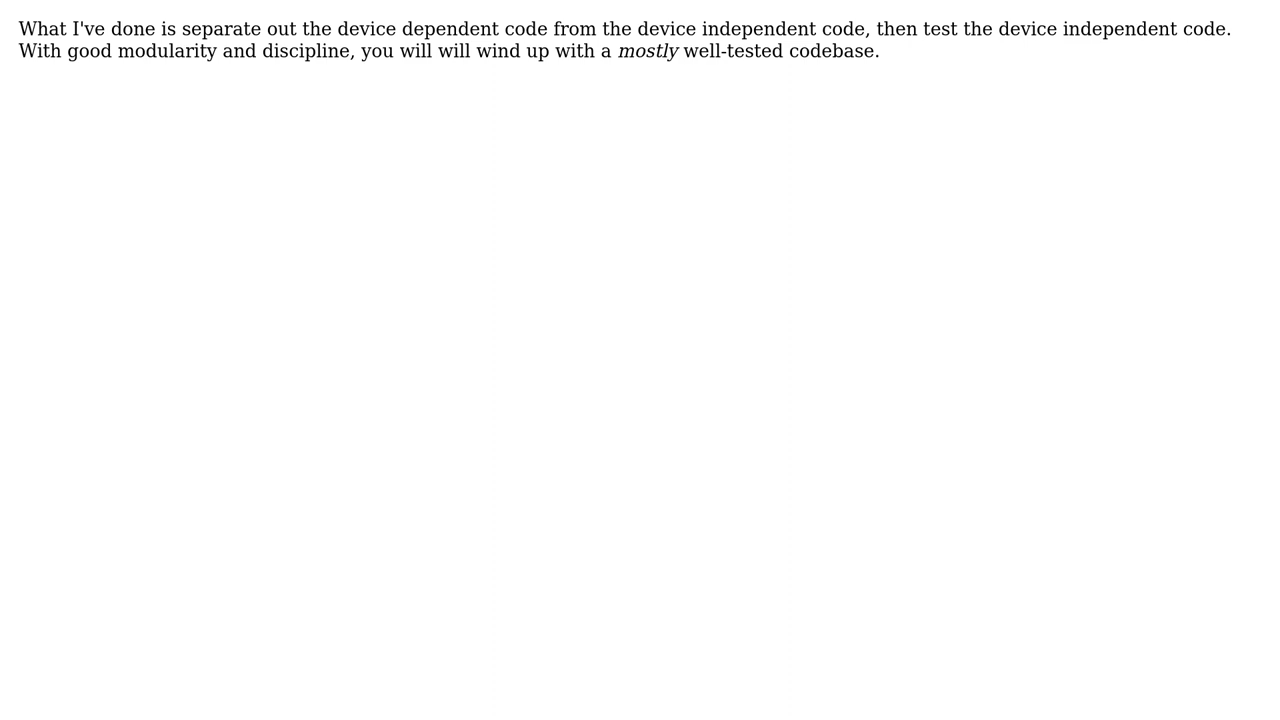 What I've done is separate out the device dependent code from the device independent code, then test the device independent code.
With good modularity and discipline, you will will wind up with a mostly well-tested codebase.